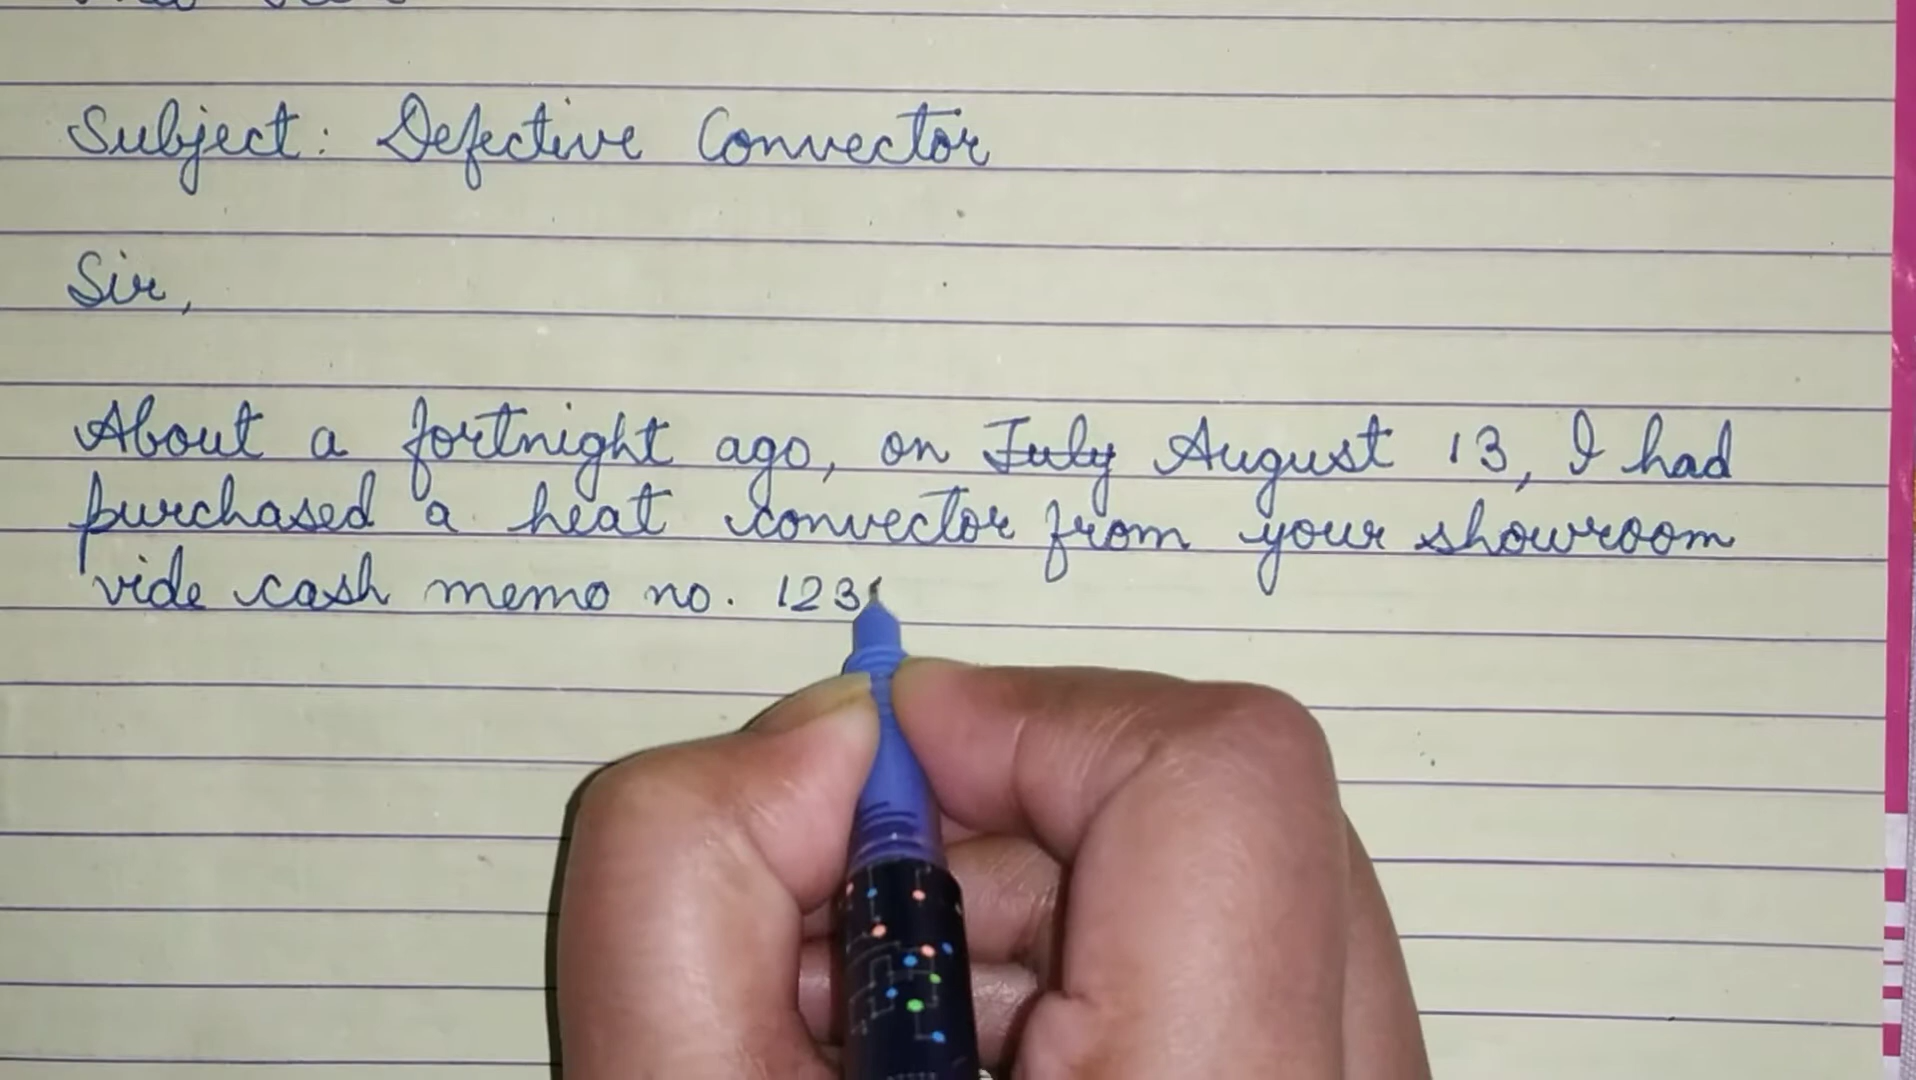 Subject: Defective Convector
Sir,
About a fortnight ago, on July August 13, I had
purchased a heat convector from your showroom
vide cash memo no. 123